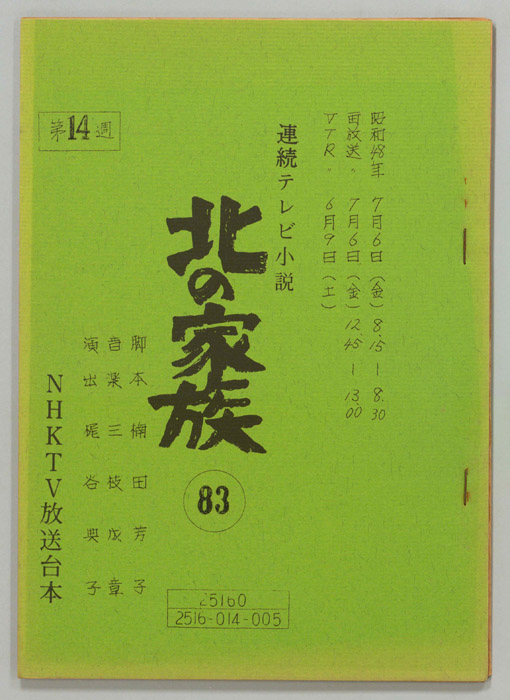 昭和48年 7月6日(金) 8.15-8.30
再放送〃 7月6日(金) 12.45-13.00
VTR〃 6月9日(土)
連続テレビ小説
北の家族
83
第14週
脚本 楠田芳子
音楽 三枝成章
演出 梶谷典子
NHKTV放送台本
25160
2516-014-005